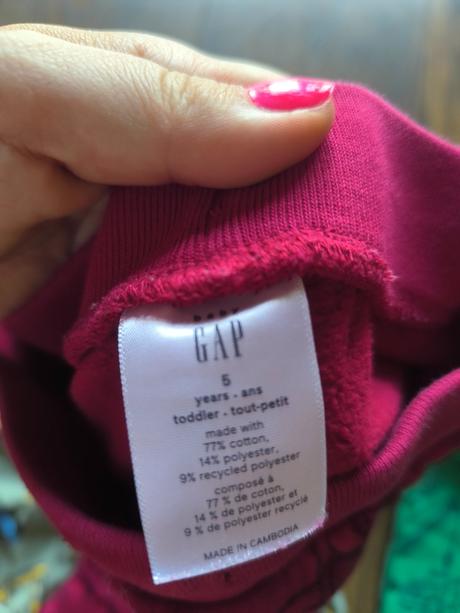 baby
GAP
5
years • ans
toddler • tout-petit
made with
77% cotton,
14% polyester,
9% recycled polyester
composé à
77 % de coton,
14 % de polyester et
9 % de polyester recyclé
MADE IN CAMBODIA